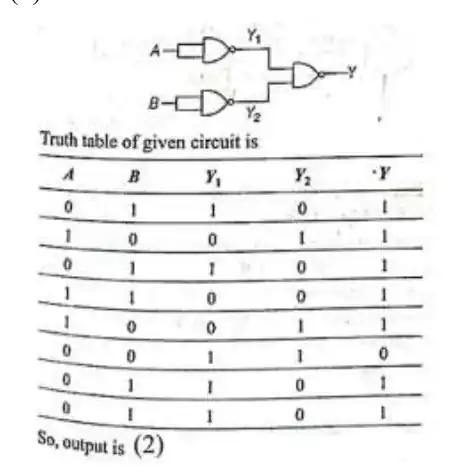 Y₁
A
Y
B
Y₂
Truth table of given circuit is
A B Y₁ Y₂ Y
0 1 1 0 1
1 0 0 1 1
0 1 1 0 1
1 1 0 0 1
1 0 0 1 1
0 0 1 1 0
0 1 1 0 1
0 1 1 0 1
So, output is (2)